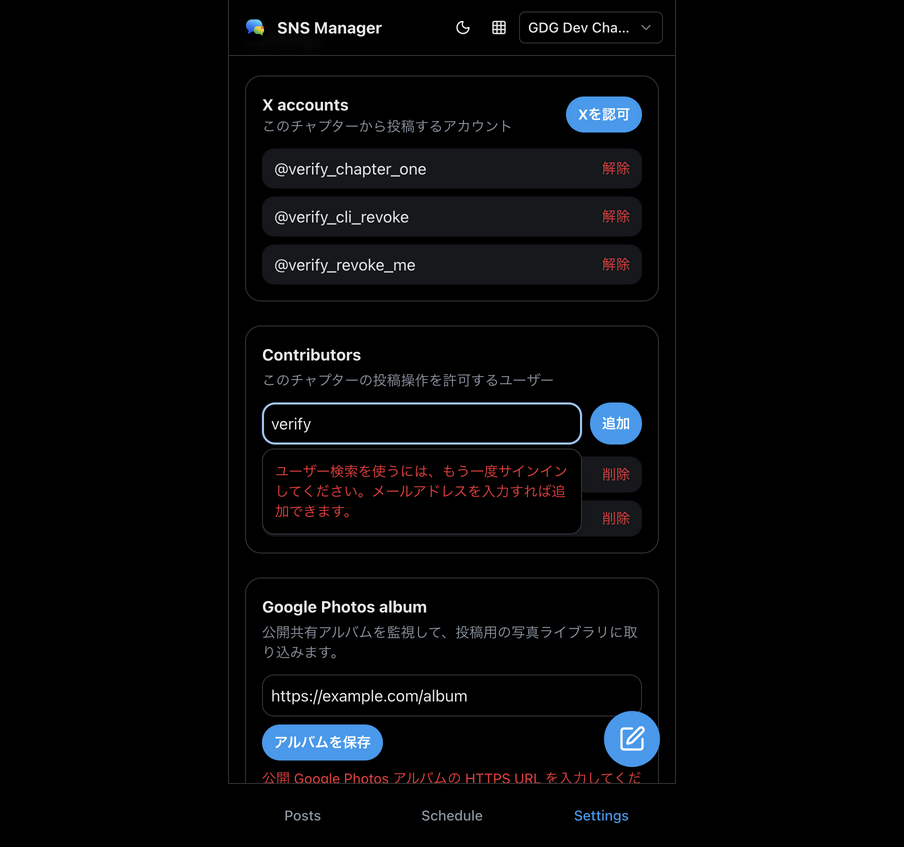 SNS Manager
GDG Dev Cha...
X accounts
このチャプターから投稿するアカウント
Xを認可
@verify_chapter_one
解除
@verify_cli_revoke
解除
@verify_revoke_me
解除
Contributors
このチャプターの投稿操作を許可するユーザー
verify
追加
ユーザー検索を使うには、もう一度サインイン
してください。メールアドレスを入力すれば追
加できます。
削除
削除
Google Photos album
公開共有アルバムを監視して、投稿用の写真ライブラリに取
り込みます。
https://example.com/album
アルバムを保存
公開 Google Photos アルバムの HTTPS URL を入力してくだ
Posts
Schedule
Settings